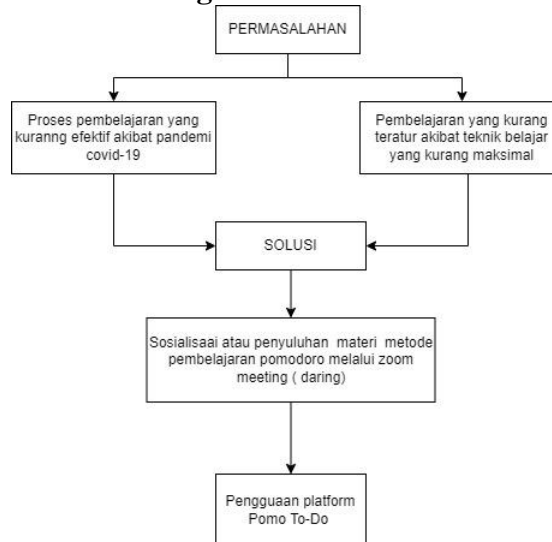 PERMASALAHAN
Proses pembelajaran yang
kuranng efektif akibat pandemi
covid-19
Pembelajaran yang kurang
teratur akibat teknik belajar
yang kurang maksimal
SOLUSI
Sosialisaai atau penyuluhan materi metode
pembelajaran pomodoro melalui zoom
meeting ( daring)
Pengguaan platform
Pomo To-Do